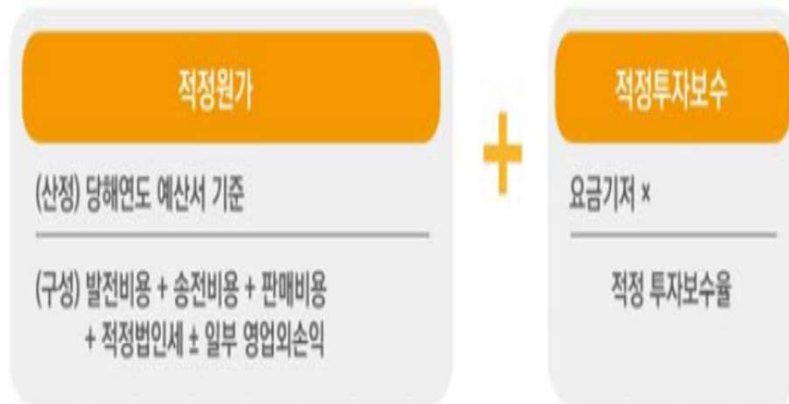 적정원가
(산정) 당해연도 예산서 기준
(구성) 발전비용 + 송전비용 + 판매비용
+ 적정법인세 ± 일부 영업외손익
+
적정투자보수
요금기저 ×
적정 투자보수율